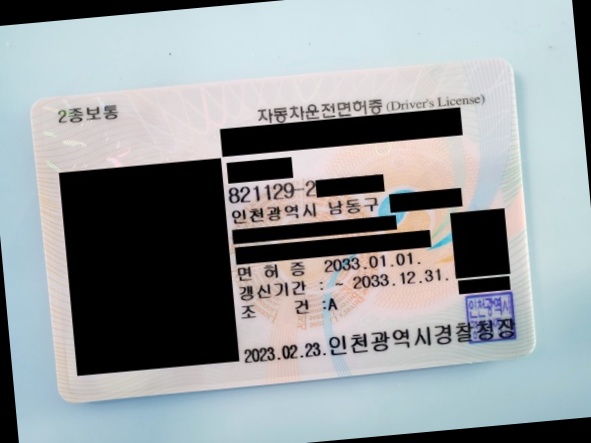 2종보통
자동차운전면허증 (Driver's License)
821129-2
인천광역시 남동구
면 허 증 2033.01.01.
갱신기간 : ~ 2033.12.31.
조 건 :A
2023.02.23. 인천광역시경찰청장